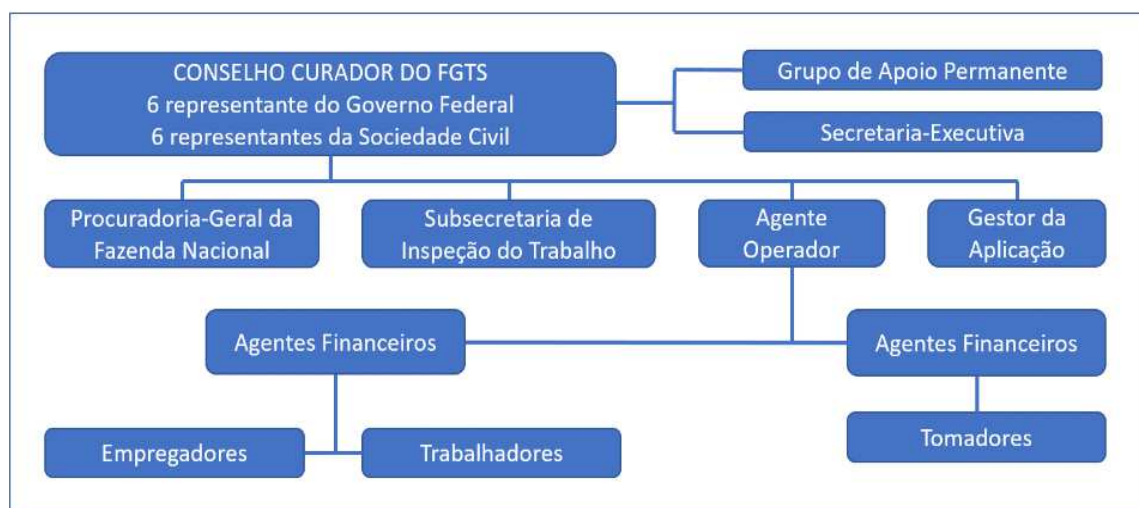 CONSELHO CURADOR DO FGTS
6 representante do Governo Federal
6 representantes da Sociedade Civil
Grupo de Apoio Permanente
Secretaria-Executiva
Procuradoria-Geral da
Fazenda Nacional
Subsecretaria de
Inspeção do Trabalho
Agente
Operador
Gestor da
Aplicação
Agentes Financeiros
Agentes Financeiros
Empregadores
Trabalhadores
Tomadores